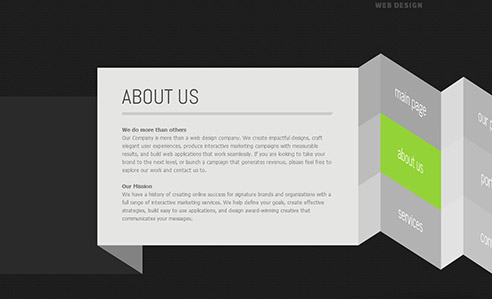 WEB DESIGN
ABOUT US
We do more than others
Our Company is more than a web design company. We create impactful designs, craft
elegant user experiences, produce interactive marketing campaigns with measurable
results, and build web applications that work seamlessly. If you are looking to take your
brand to the next level, or launch a campaign that generates revenue, please feel free to
explore our work and contact us to.
Our Mission
We have a history of creating online success for signature brands and organizations with a
full range of interactive marketing services. We help define your goals, create effective
strategies, build easy to use applications, and design award-winning creative that
communicates your messages.
main page
about us
services
our p
port
con